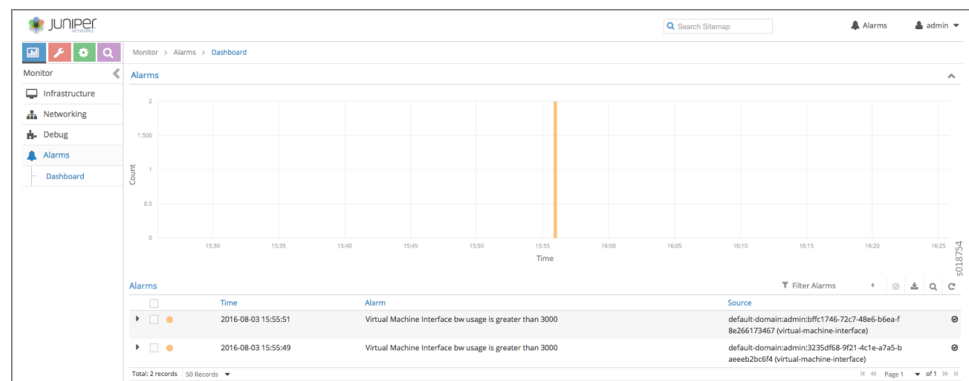 JUNIPER
NETWORKS
Search Sitemap
Alarms
admin
Monitor > Alarms > Dashboard
Monitor
Infrastructure
Networking
Debug
Alarms
Dashboard
Alarms
2
1,500
1
0.5
0
Count
15:30
15:35
15:40
15:45
15:50
15:55
16:00
16:05
16:10
16:15
16:20
16:25
Time
s018754
Alarms
Filter Alarms
Time Alarm Source
2016-08-03 15:55:51 Virtual Machine Interface bw usage is greater than 3000 default-domain:admin:bffc1746-72c7-48e6-b6ea-f
8e266173467 (virtual-machine-interface)
2016-08-03 15:55:49 Virtual Machine Interface bw usage is greater than 3000 default-domain:admin:3235df68-9f21-4c1e-a7a5-b
aeeeb2bc6f4 (virtual-machine-interface)
Total: 2 records 50 Records
Page 1 of 1